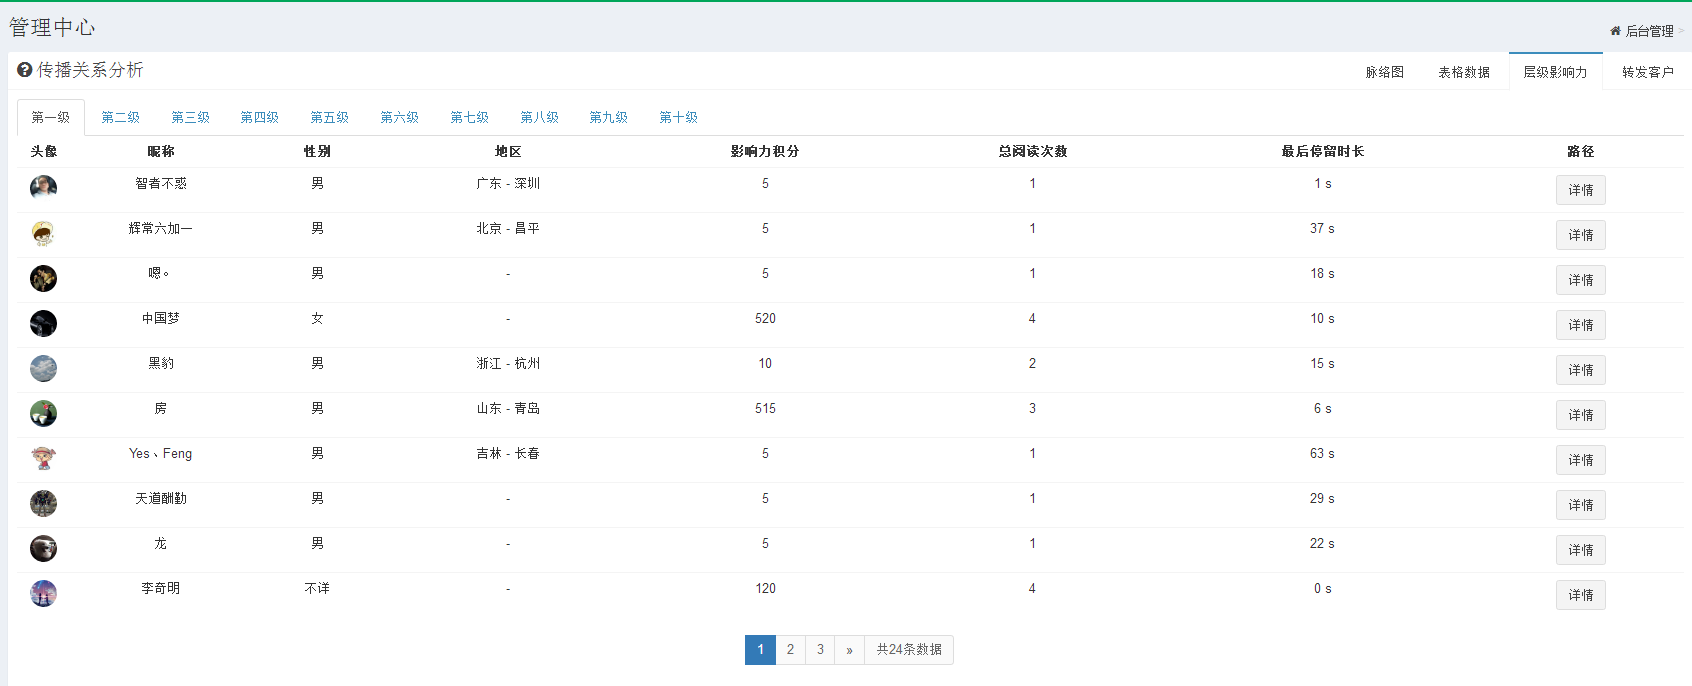 管理中心
后台管理 >
传播关系分析
脉络图 表格数据 层级影响力 转发客户
第一级 第二级 第三级 第四级 第五级 第六级 第七级 第八级 第九级 第十级
头像 昵称 性别 地区 影响力积分 总阅读次数 最后停留时长 路径
智者不惑 男 广东 - 深圳 5 1 1 s 详情
辉常六加一 男 北京 - 昌平 5 1 37 s 详情
嗯。 男 - 5 1 18 s 详情
中国梦 女 - 520 4 10 s 详情
黑豹 男 浙江 - 杭州 10 2 15 s 详情
房 男 山东 - 青岛 515 3 6 s 详情
Yes、Feng 男 吉林 - 长春 5 1 63 s 详情
天道酬勤 男 - 5 1 29 s 详情
龙 男 - 5 1 22 s 详情
李奇明 不详 - 120 4 0 s 详情
1 2 3 » 共24条数据